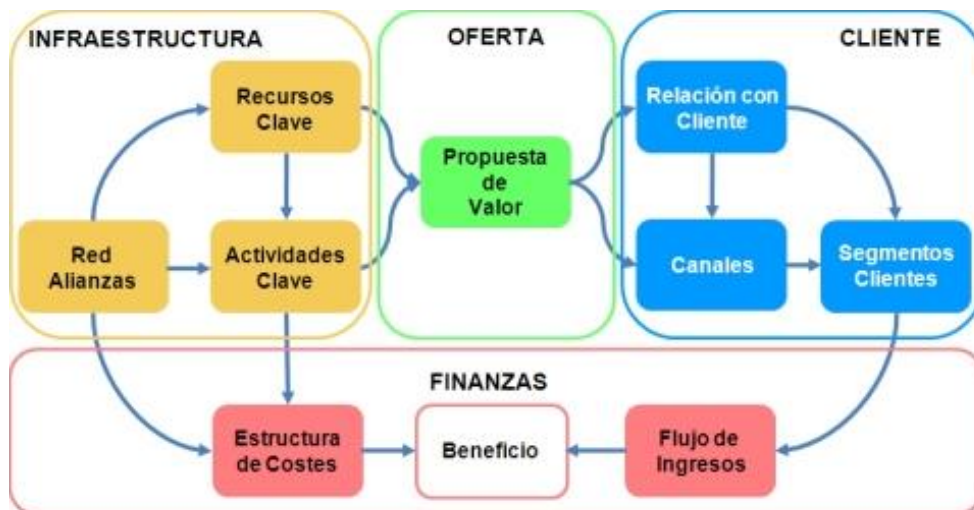 INFRAESTRUCTURA
OFERTA
CLIENTE
Recursos
Clave
Relación con
Cliente
Propuesta
de
Valor
Red
Alianzas
Actividades
Clave
Canales
Segmentos
Clientes
FINANZAS
Estructura
de Costes
Beneficio
Flujo de
Ingresos